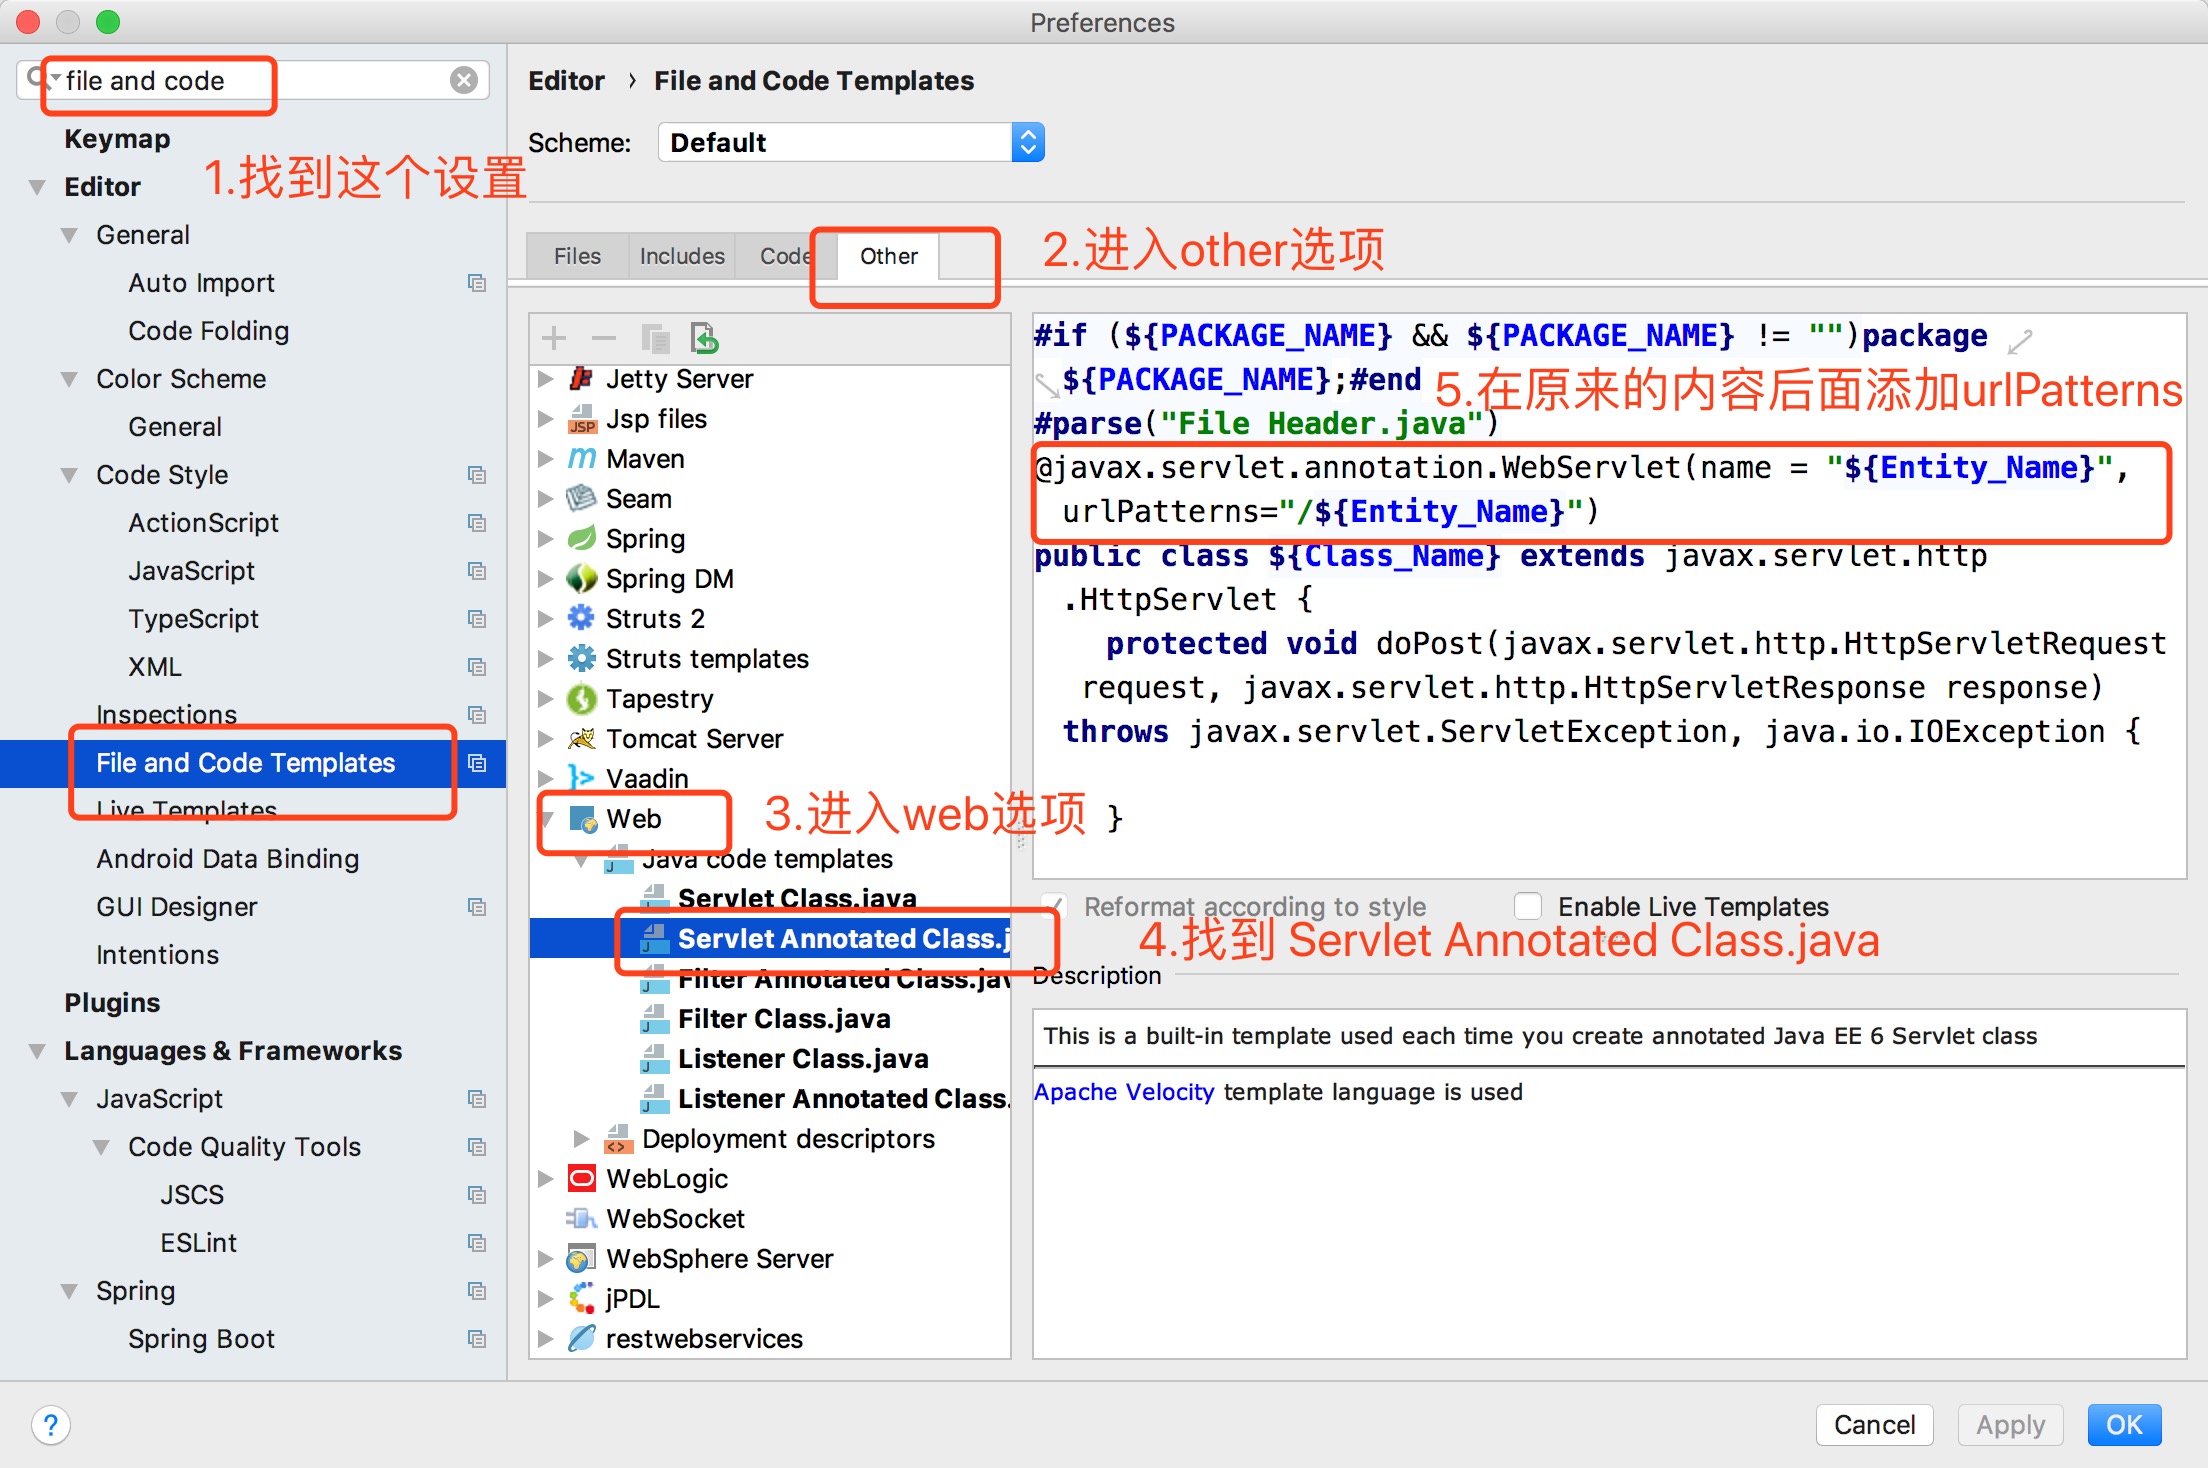 Preferences
file and code
Keymap
1.找到这个设置
Editor
General
Auto Import
Code Folding
Color Scheme
General
Code Style
ActionScript
JavaScript
TypeScript
XML
Inspections
File and Code Templates
Live Templates
Android Data Binding
GUI Designer
Intentions
Plugins
Languages & Frameworks
JavaScript
Code Quality Tools
JSCS
ESLint
Spring
Spring Boot
Editor › File and Code Templates
Scheme: Default
Files Includes Code Other
2.进入other选项
Jetty Server
Jsp files
Maven
Seam
Spring
Spring DM
Struts 2
Struts templates
Tapestry
Tomcat Server
Vaadin
Web
3.进入web选项
Java code templates
Servlet Class.java
Servlet Annotated Class.j
Filter Annotated Class.jav
Filter Class.java
Listener Class.java
Listener Annotated Class.
Deployment descriptors
WebLogic
WebSocket
WebSphere Server
jPDL
restwebservices
#if (${PACKAGE_NAME} && ${PACKAGE_NAME} != "")package
${PACKAGE_NAME};#end
5.在原来的内容后面添加urlPatterns
#parse("File Header.java")
@javax.servlet.annotation.WebServlet(name = "${Entity_Name}",
urlPatterns="/${Entity_Name}")
public class ${Class_Name} extends javax.servlet.http
.HttpServlet {
protected void doPost(javax.servlet.http.HttpServletRequest
request, javax.servlet.http.HttpServletResponse response)
throws javax.servlet.ServletException, java.io.IOException {
}
Reformat according to style Enable Live Templates
4.找到 Servlet Annotated Class.java
Description
This is a built-in template used each time you create annotated Java EE 6 Servlet class
Apache Velocity template language is used
? Cancel Apply OK